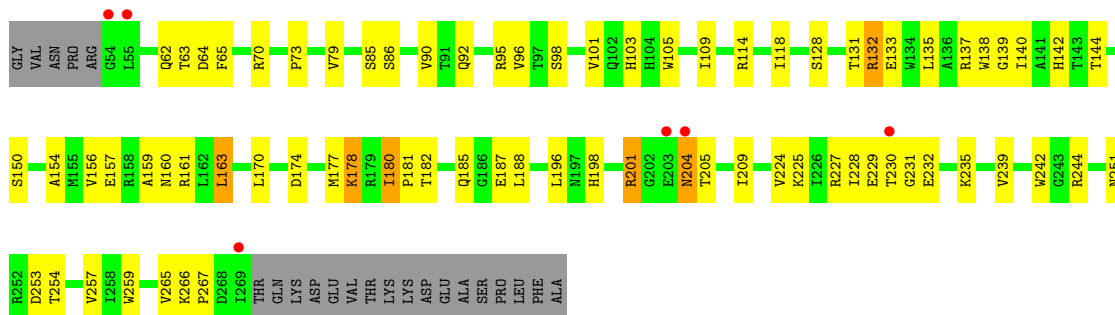 GLY VAL ASN PRO ARG G54 L55 Q62 T63 D64 F65 R70 P73 V79 S85 S86 V90 T91 Q92 R95 V96 T97 S98 V101 Q102 H103 H104 W105 I109 R114 I118 S128 T131 R132 E133 W134 L135 A136 R137 W138 G139 I140 A141 H142 T143 T144
S150 A154 M155 V156 E157 R158 A159 N160 R161 L162 L163 L170 D174 M177 K178 R179 I180 P181 T182 Q185 G186 E187 L188 L196 N197 H198 R201 G202 E203 N204 T205 I209 V224 K225 I226 R227 I228 E229 T230 G231 E232 K235 V239 W242 G243 R244 N251
R252 D253 T254 V257 I258 W259 V265 K266 P267 D268 I269 THR GLN LYS ASP GLU VAL THR LYS LYS ASP GLU ALA SER PRO LEU PHE ALA